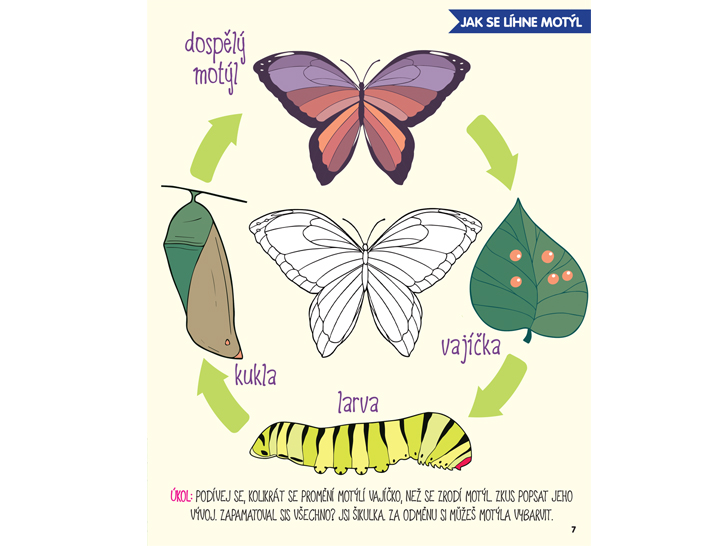 JAK SE LÍHNE MOTÝL
dospělý
motýl
vajíčka
kukla
larva
ÚKOL: PODÍVEJ SE, KOLIKRÁT SE PROMĚNÍ MOTÝLÍ VAJÍČKO, NEŽ SE ZRODÍ MOTÝL. ZKUS POPSAT JEHO
VÝVOJ. ZAPAMATOVAL SIS VŠECHNO? JSI ŠIKULKA. ZA ODMĚNU SI MŮŽEŠ MOTÝLA VYBARVIT.
7